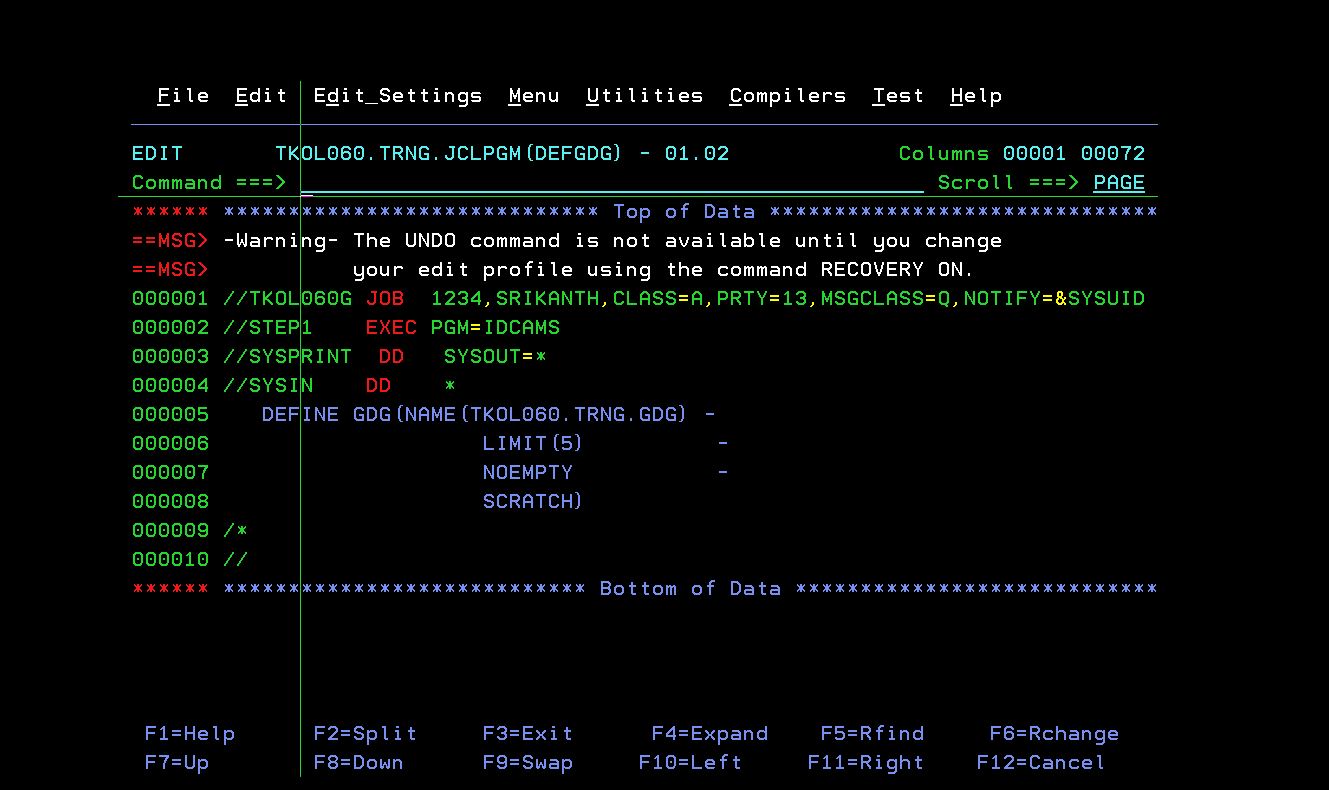 File  Edit  Edit_Settings  Menu  Utilities  Compilers  Test  Help
EDIT       TKOL060.TRNG.JCLPGM(DEFGDG) - 01.02             Columns 00001 00072
Command ===>                                                  Scroll ===> PAGE
****** ***************************** Top of Data ******************************
==MSG> -Warning- The UNDO command is not available until you change
==MSG>           your edit profile using the command RECOVERY ON.
000001 //TKOL060G JOB  1234,SRIKANTH,CLASS=A,PRTY=13,MSGCLASS=Q,NOTIFY=&SYSUID
000002 //STEP1    EXEC PGM=IDCAMS
000003 //SYSPRINT  DD   SYSOUT=*
000004 //SYSIN    DD    *
000005    DEFINE GDG(NAME(TKOL060.TRNG.GDG) -
000006                     LIMIT(5)          -
000007                     NOEMPTY           -
000008                     SCRATCH)
000009 /*
000010 //
****** **************************** Bottom of Data ****************************
F1=Help      F2=Split     F3=Exit      F4=Expand    F5=Rfind     F6=Rchange
F7=Up        F8=Down      F9=Swap     F10=Left     F11=Right    F12=Cancel